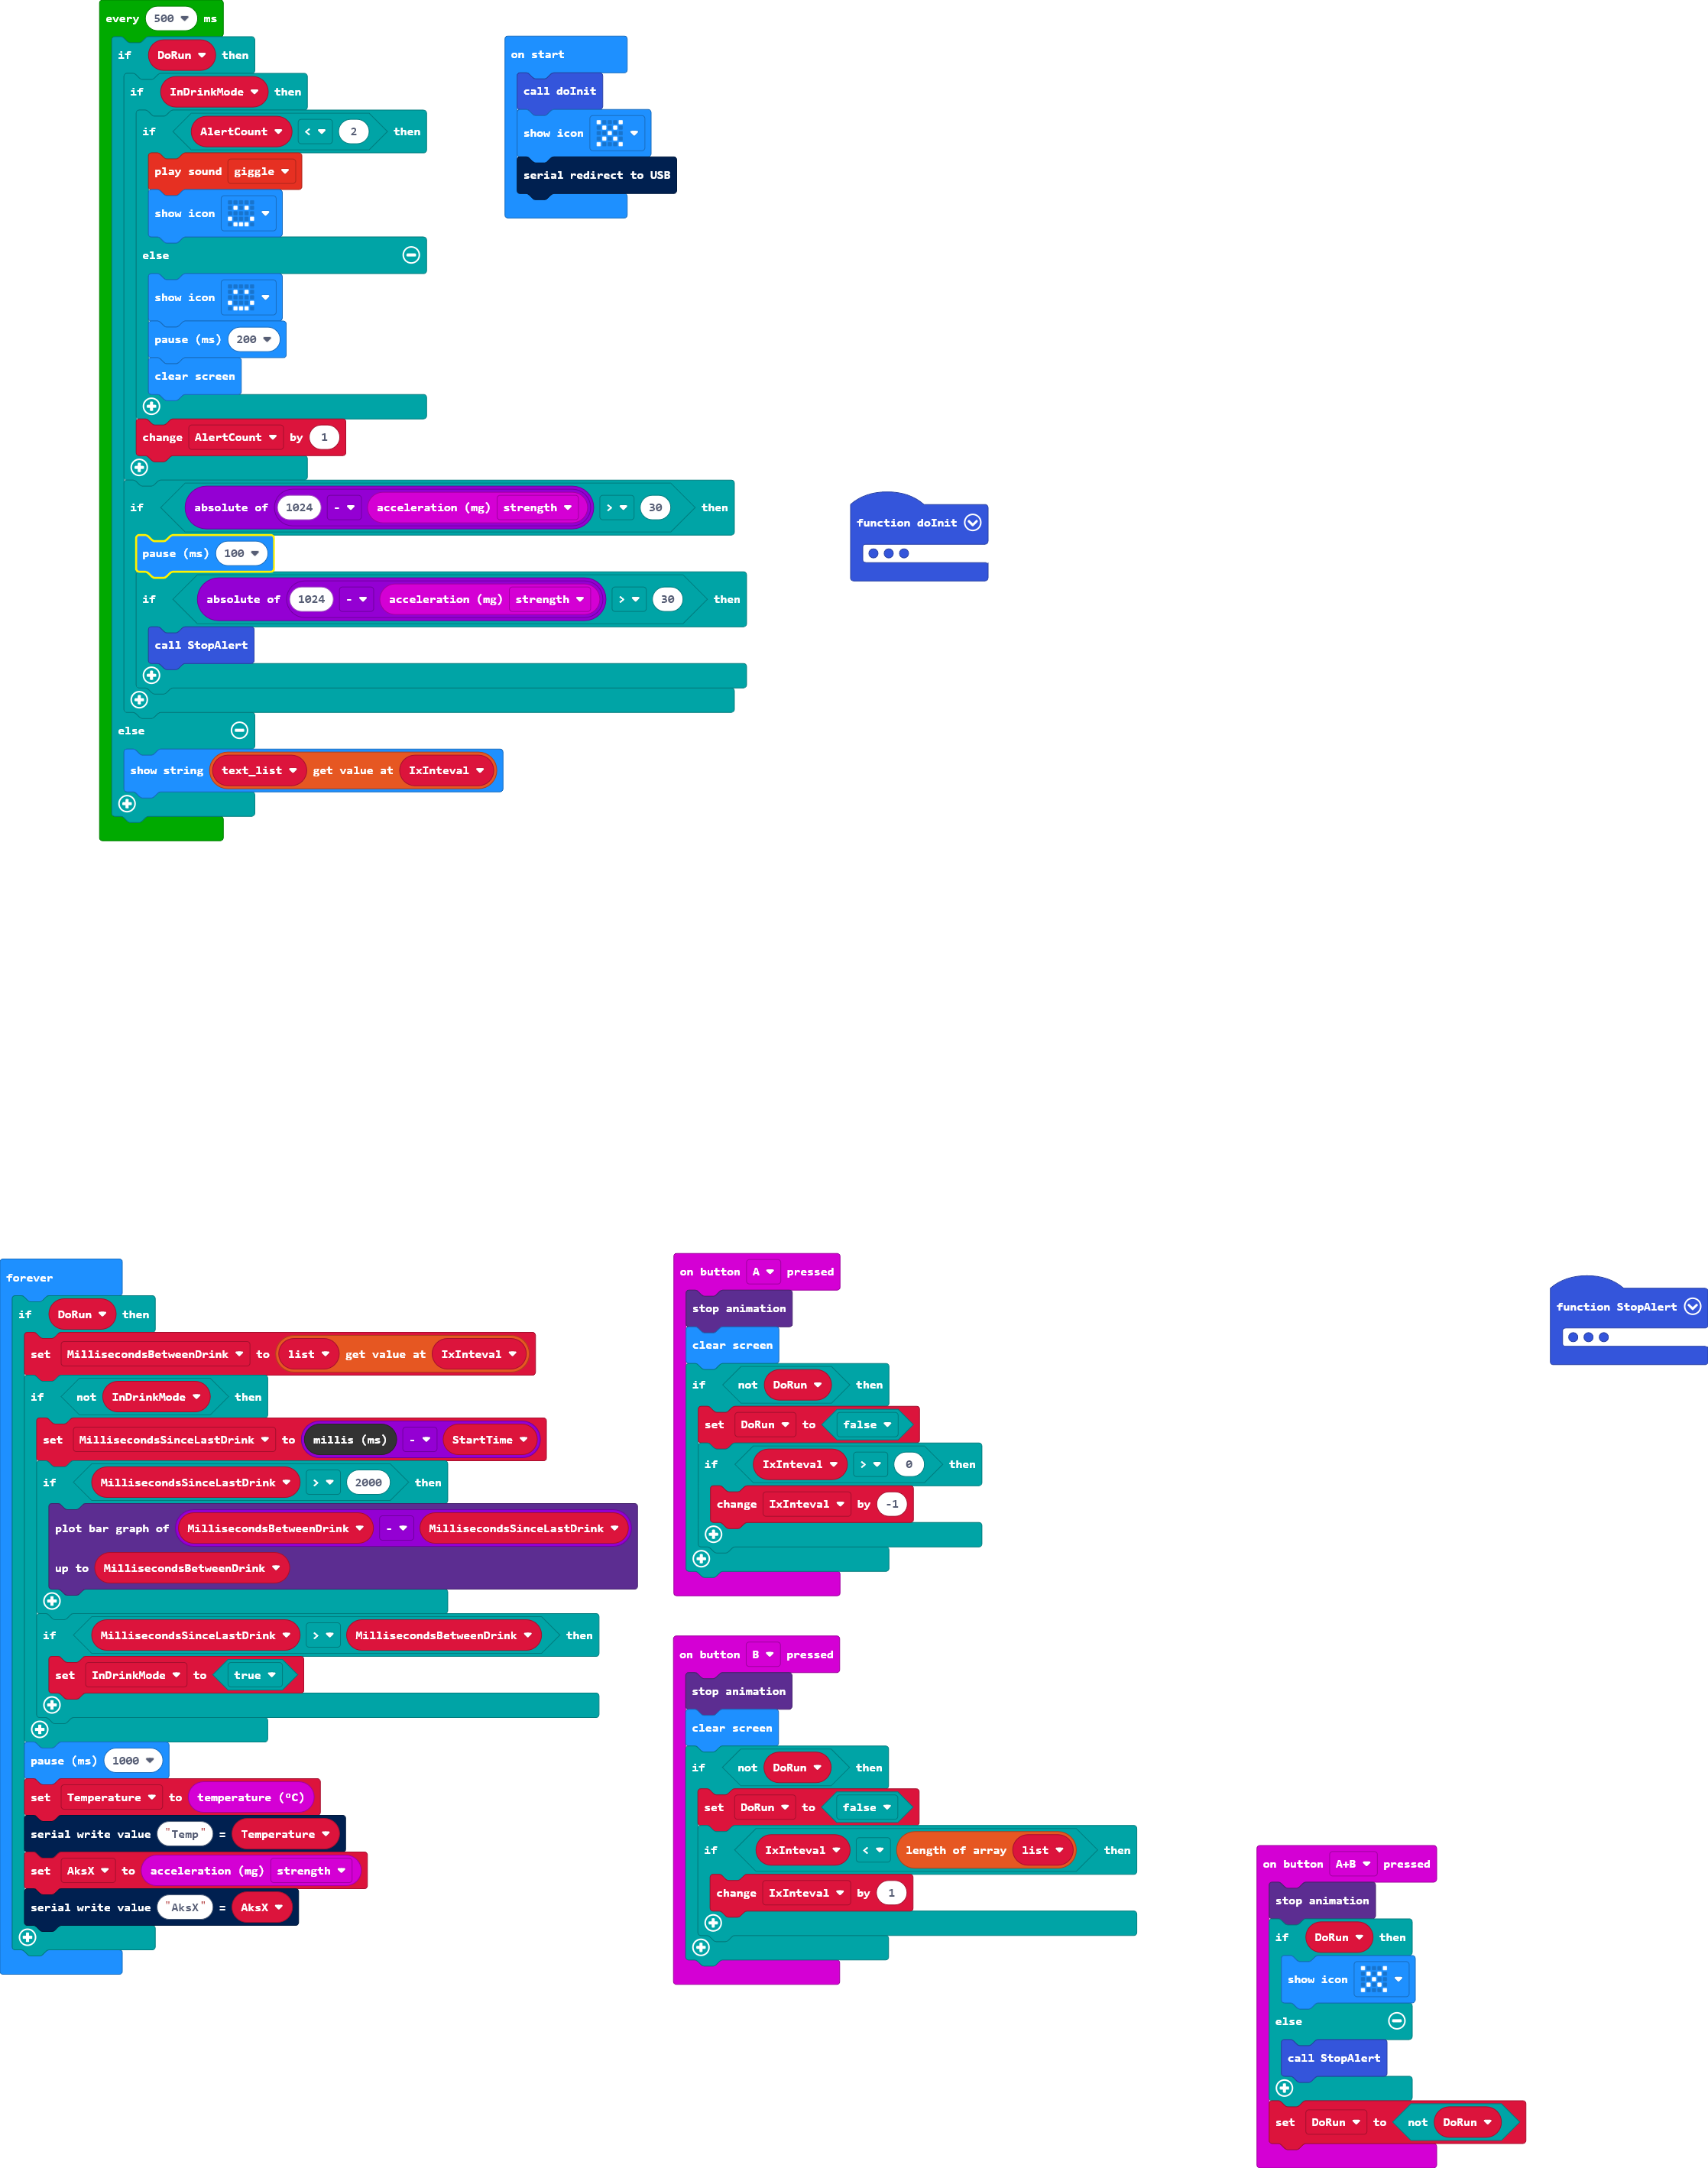 every 500 ms
if DoRun then
if InDrinkMode then
if AlertCount < 2 then
play sound giggle
show icon
else
show icon
pause (ms) 200
clear screen
change AlertCount by 1
if absolute of 1024 - acceleration (mg) strength > 30 then
pause (ms) 100
if absolute of 1024 - acceleration (mg) strength > 30 then
call StopAlert
else
show string text_list get value at IxInteval
on start
call doInit
show icon
serial redirect to USB
function doInit
forever
if DoRun then
set MillisecondsBetweenDrink to list get value at IxInteval
if not InDrinkMode then
set MillisecondsSinceLastDrink to millis (ms) - StartTime
if MillisecondsSinceLastDrink > 2000 then
plot bar graph of MillisecondsBetweenDrink - MillisecondsSinceLastDrink
up to MillisecondsBetweenDrink
if MillisecondsSinceLastDrink > MillisecondsBetweenDrink then
set InDrinkMode to true
pause (ms) 1000
set Temperature to temperature (°C)
serial write value "Temp" = Temperature
set AksX to acceleration (mg) strength
serial write value "AksX" = AksX
on button A pressed
stop animation
clear screen
if not DoRun then
set DoRun to false
if IxInteval > 0 then
change IxInteval by -1
on button B pressed
stop animation
clear screen
if not DoRun then
set DoRun to false
if IxInteval < length of array list then
change IxInteval by 1
function StopAlert
on button A+B pressed
stop animation
if DoRun then
show icon
else
call StopAlert
set DoRun to not DoRun